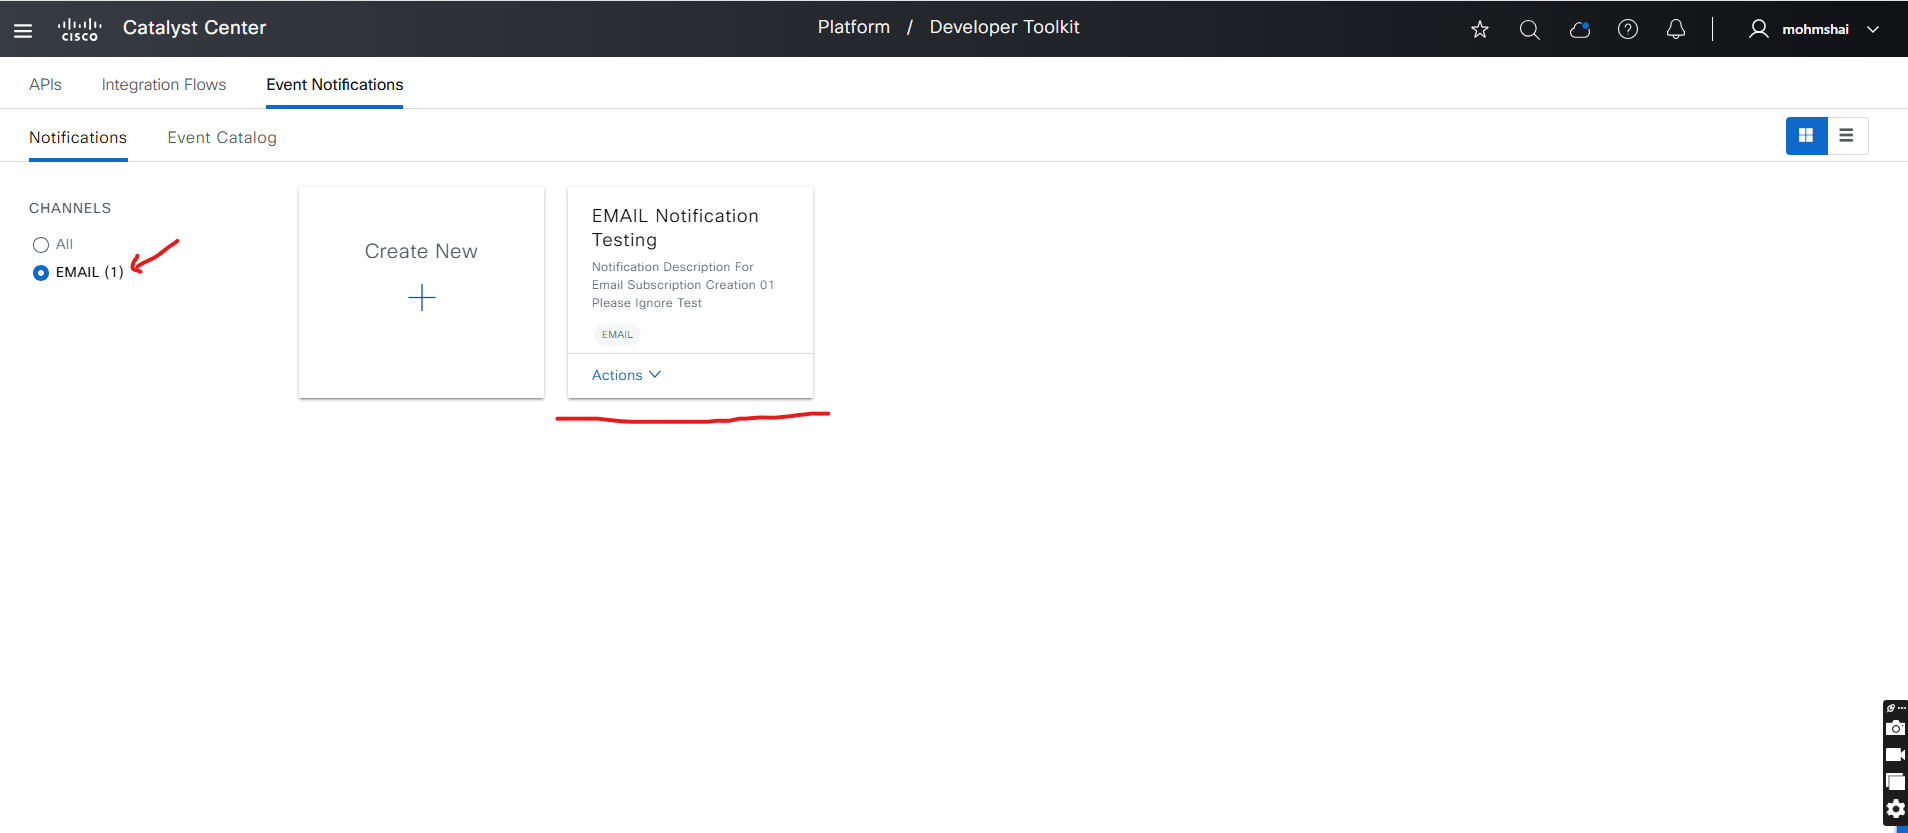 cisco Catalyst Center Platform / Developer Toolkit mohmshai
APIs Integration Flows Event Notifications
Notifications Event Catalog
CHANNELS
All
EMAIL (1)
Create New
EMAIL Notification
Testing
Notification Description For
Email Subscription Creation 01
Please Ignore Test
EMAIL
Actions